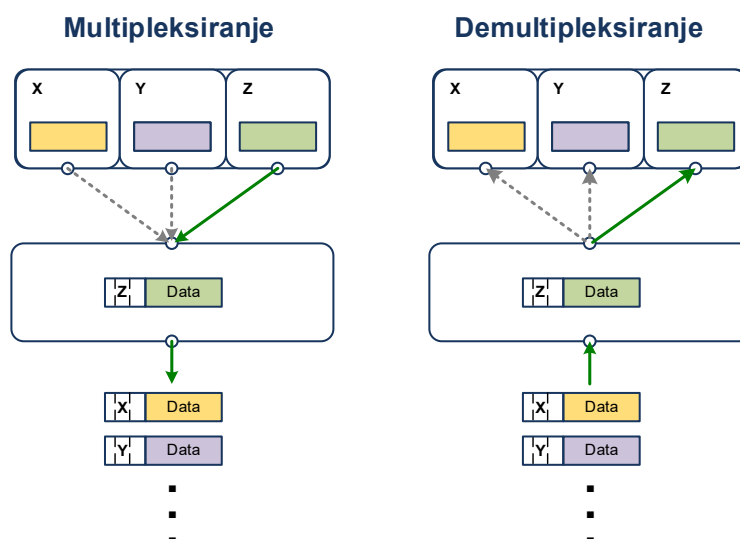 Multipleksiranje
X Y Z
Z Data
X Data
Y Data
Demultipleksiranje
X Y Z
Z Data
X Data
Y Data